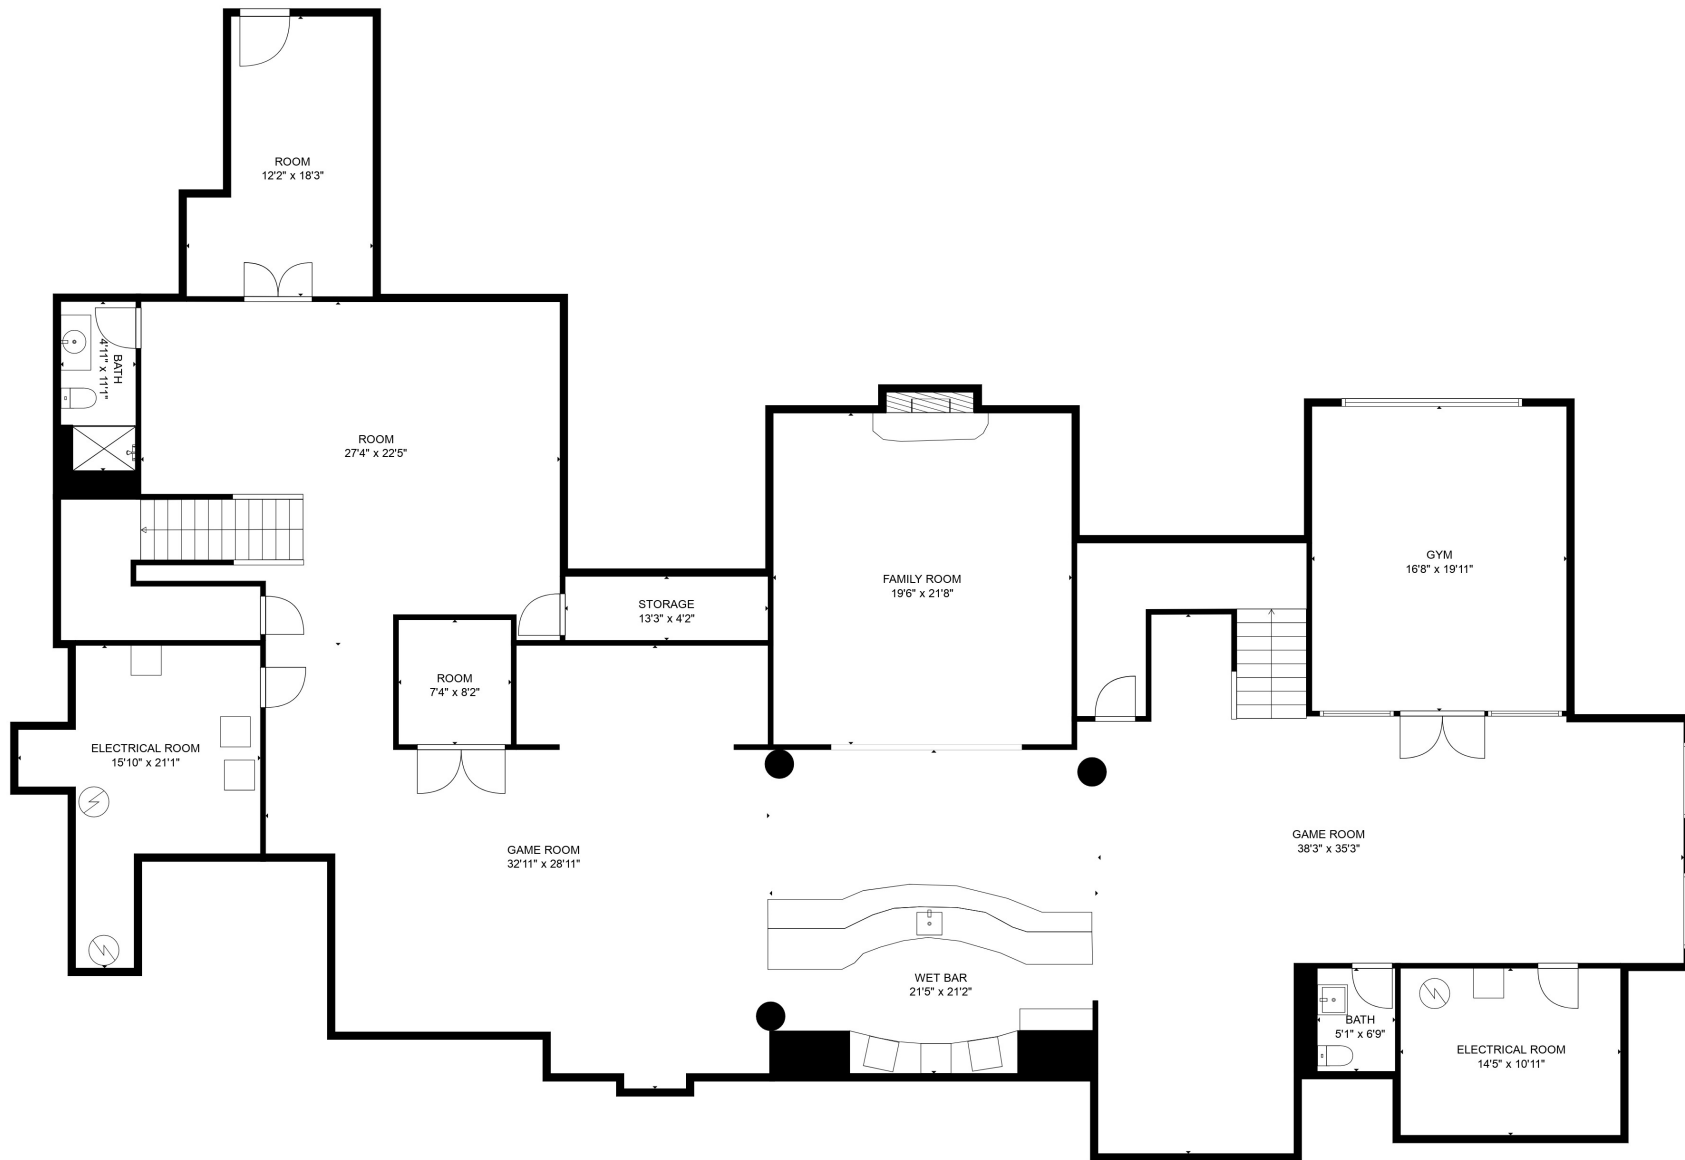 ROOM
12'2" x 18'3"
BATH
4'11" x 11'1"
ROOM
27'4" x 22'5"
STORAGE
13'3" x 4'2"
FAMILY ROOM
19'6" x 21'8"
GYM
16'8" x 19'11"
ROOM
7'4" x 8'2"
ELECTRICAL ROOM
15'10" x 21'1"
GAME ROOM
32'11" x 28'11"
GAME ROOM
38'3" x 35'3"
WET BAR
21'5" x 21'2"
BATH
5'1" x 6'9"
ELECTRICAL ROOM
14'5" x 10'11"